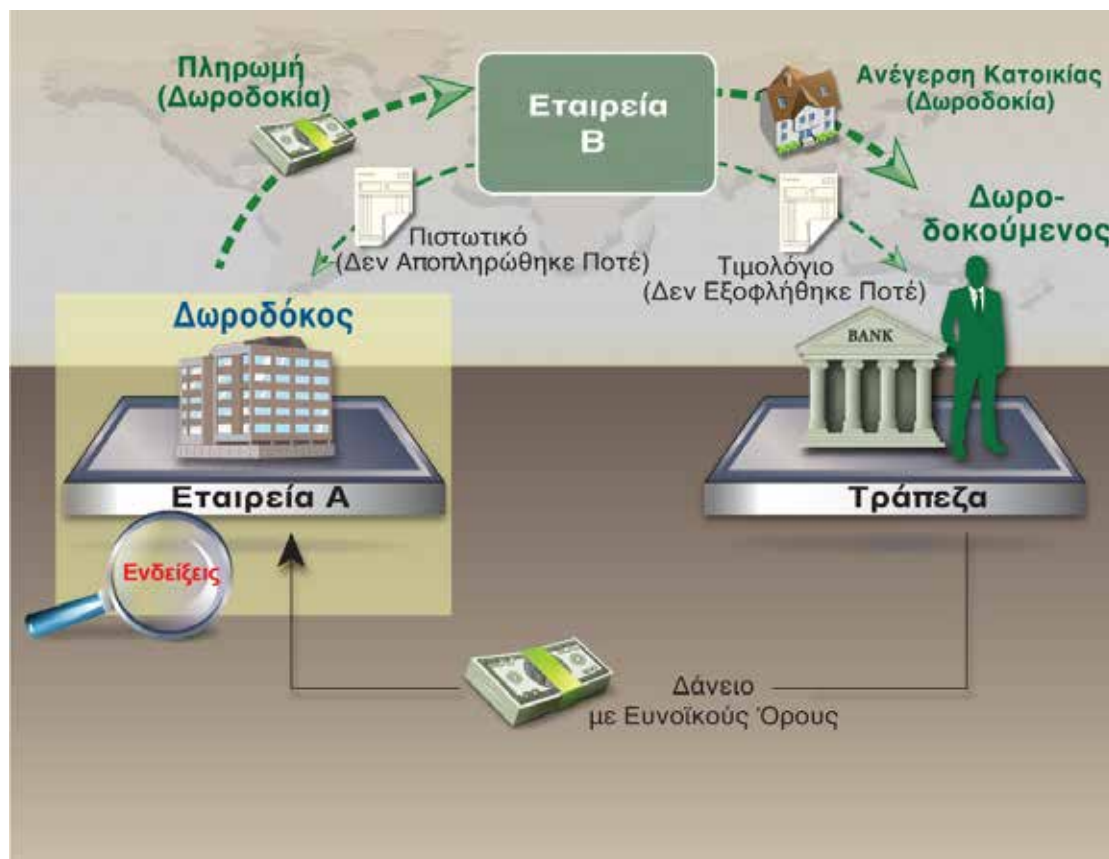 Πληρωμή
(Δωροδοκία)
Εταιρεία
Β
Ανέγερση Κατοικίας
(Δωροδοκία)
Πιστωτικό
(Δεν Αποπληρώθηκε Ποτέ)
Τιμολόγιο
(Δεν Εξοφλήθηκε Ποτέ)
Δωρο-
δοκούμενος
Δωροδόκος
BANK
Εταιρεία Α
Τράπεζα
Ενδείξεις
Δάνειο
με Ευνοϊκούς Όρους